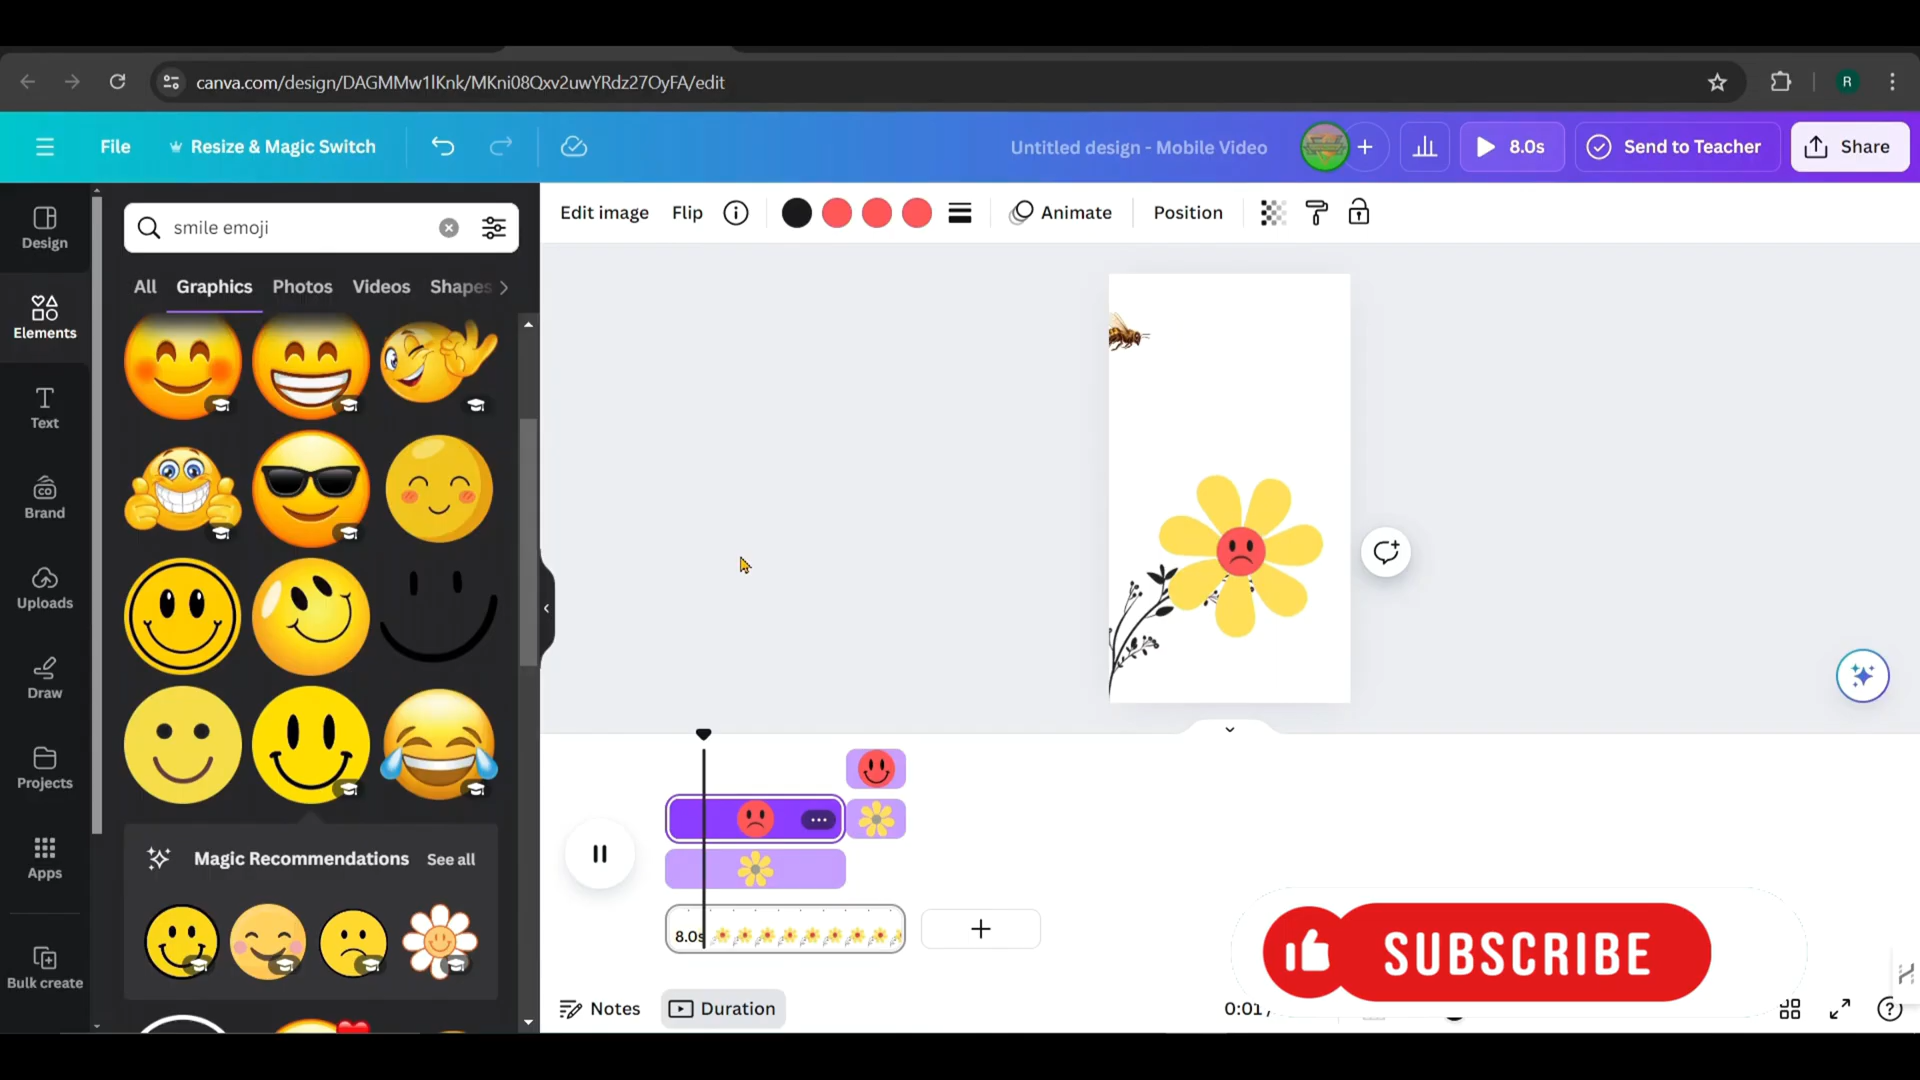 canva.com/design/DAGMMw1lKnk/MKni08Qxv2uwYRdz27OyFA/edit
R
File
Resize & Magic Switch
Untitled design - Mobile Video
8.0s
Send to Teacher
Share
Design
Elements
Text
Brand
Uploads
Draw
Projects
Apps
Bulk create
smile emoji
All Graphics Photos Videos Shapes
Magic Recommendations See all
Edit image
Flip
Animate
Position
8.0s
Notes
Duration
0:01 /
SUBSCRIBE